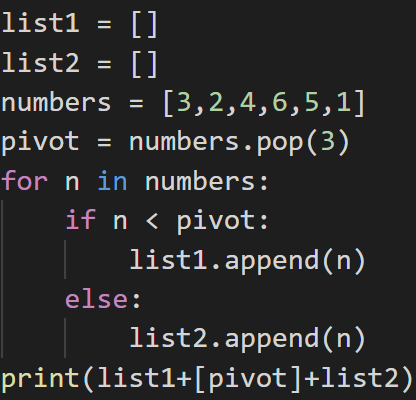 list1 = []
list2 = []
numbers = [3,2,4,6,5,1]
pivot = numbers.pop(3)
for n in numbers:
    if n < pivot:
        list1.append(n)
    else:
        list2.append(n)
print(list1+[pivot]+list2)